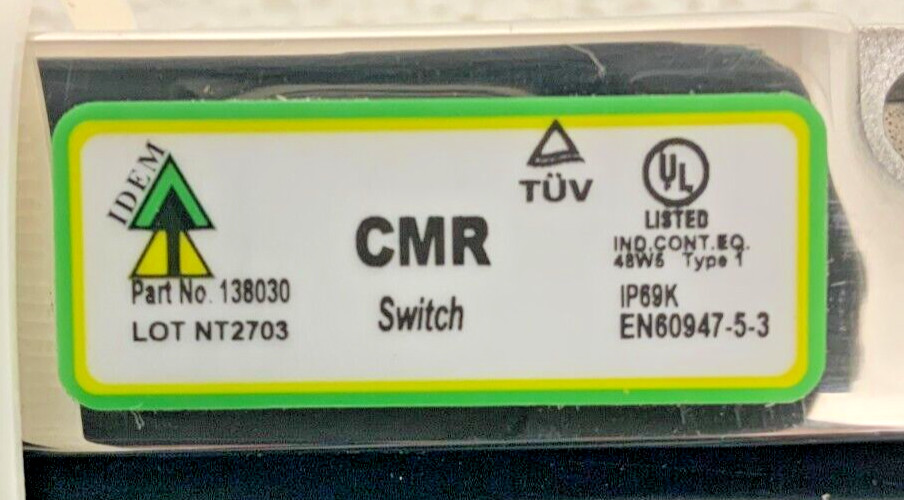 IDEM
Part No. 138030
LOT NT2703
CMR
Switch
TÜV
UL
LISTED
IND.CONT.EQ.
48W5 Type 1
IP69K
EN60947-5-3